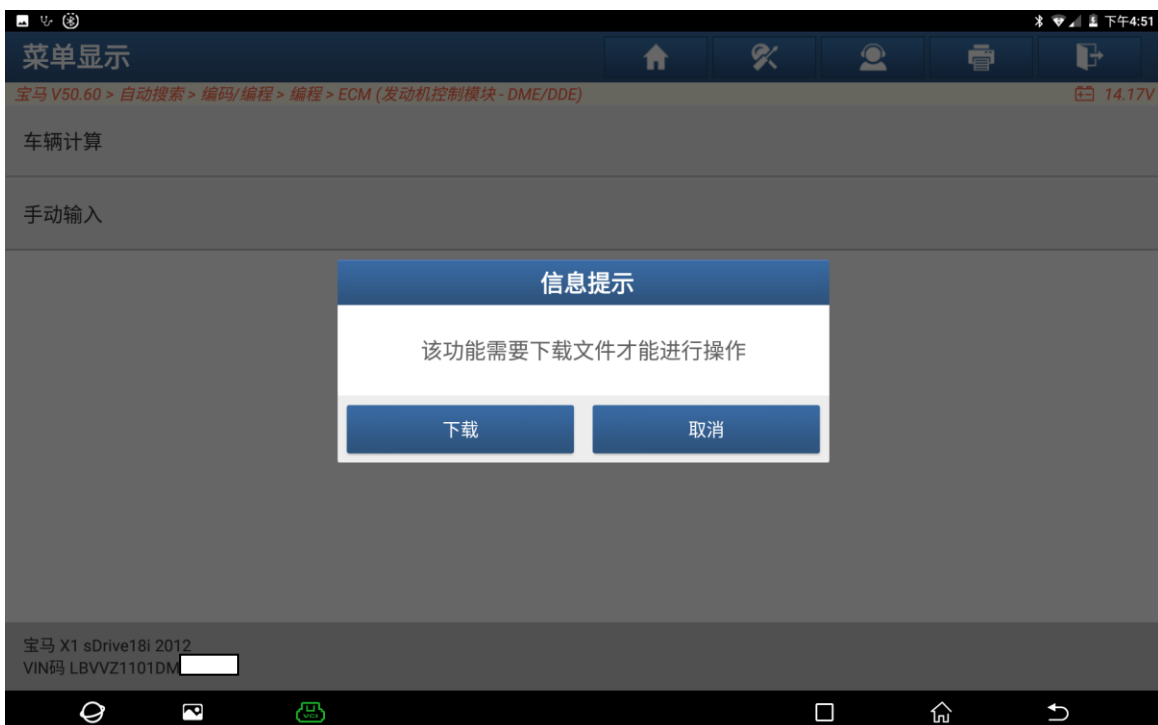 下午4:51
菜单显示
宝马 V50.60 > 自动搜索 > 编码/编程 > 编程 > ECM (发动机控制模块 - DME/DDE)
14.17V
车辆计算
手动输入
信息提示
该功能需要下载文件才能进行操作
下载
取消
宝马 X1 sDrive18i 2012
VIN码 LBVVZ1101DM
VCI